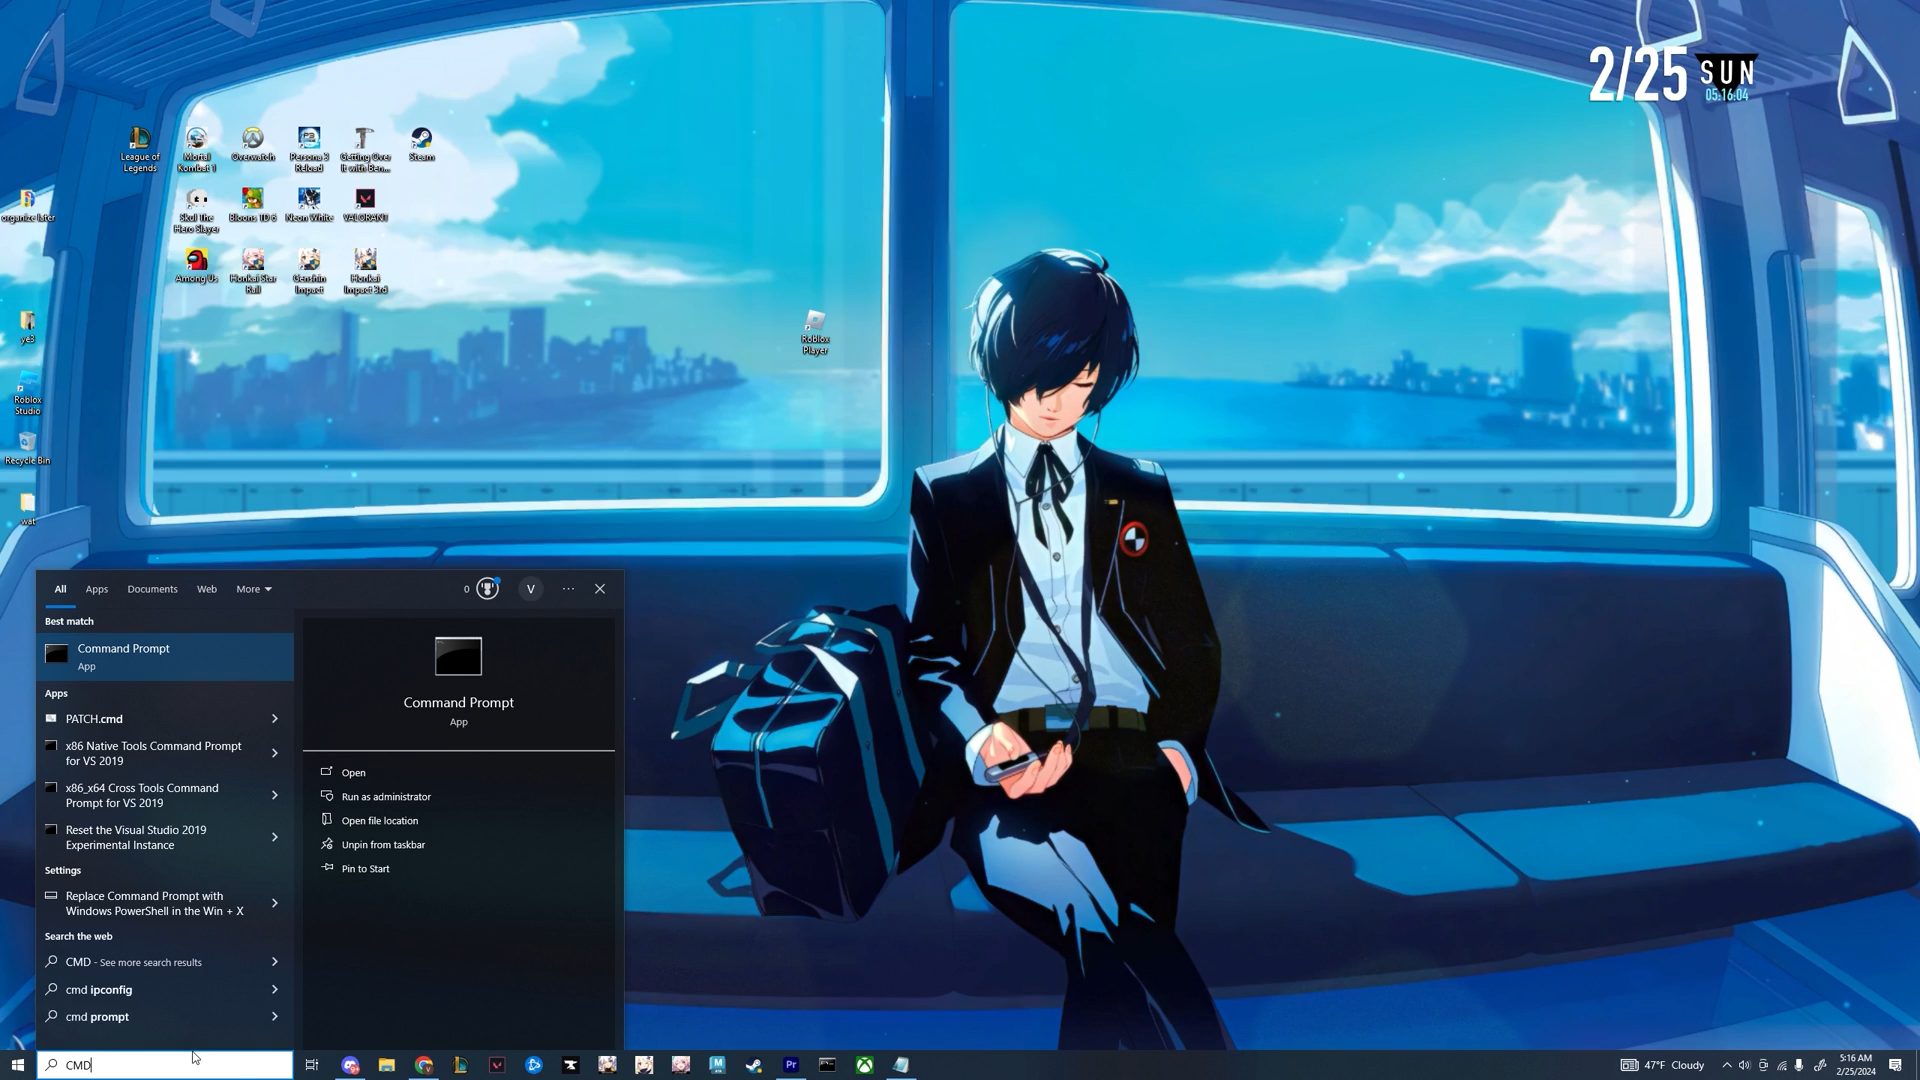 2/25 SUN
05:16:04
League of
Legends
Mortal
Kombat 1
Overwatch
Persona 3
Reload
Getting Over
It with Ben...
Steam
organize later
Skul The
Hero Slayer
Bloons TD 6
Neon White
VALORANT
Among Us
Honkai Star
Rail
Genshin
Impact
Honkai
Impact 3rd
ye3
Roblox
Player
Roblox
Studio
Recycle Bin
wat
All
Apps
Documents
Web
More
0
V
Best match
Command Prompt
App
Apps
PATCH.cmd
x86 Native Tools Command Prompt
for VS 2019
x86_x64 Cross Tools Command
Prompt for VS 2019
Reset the Visual Studio 2019
Experimental Instance
Settings
Replace Command Prompt with
Windows PowerShell in the Win + X
Search the web
CMD - See more search results
cmd ipconfig
cmd prompt
Command Prompt
App
Open
Run as administrator
Open file location
Unpin from taskbar
Pin to Start
CMD
M
Pr
47°F Cloudy
5:16 AM
2/25/2024